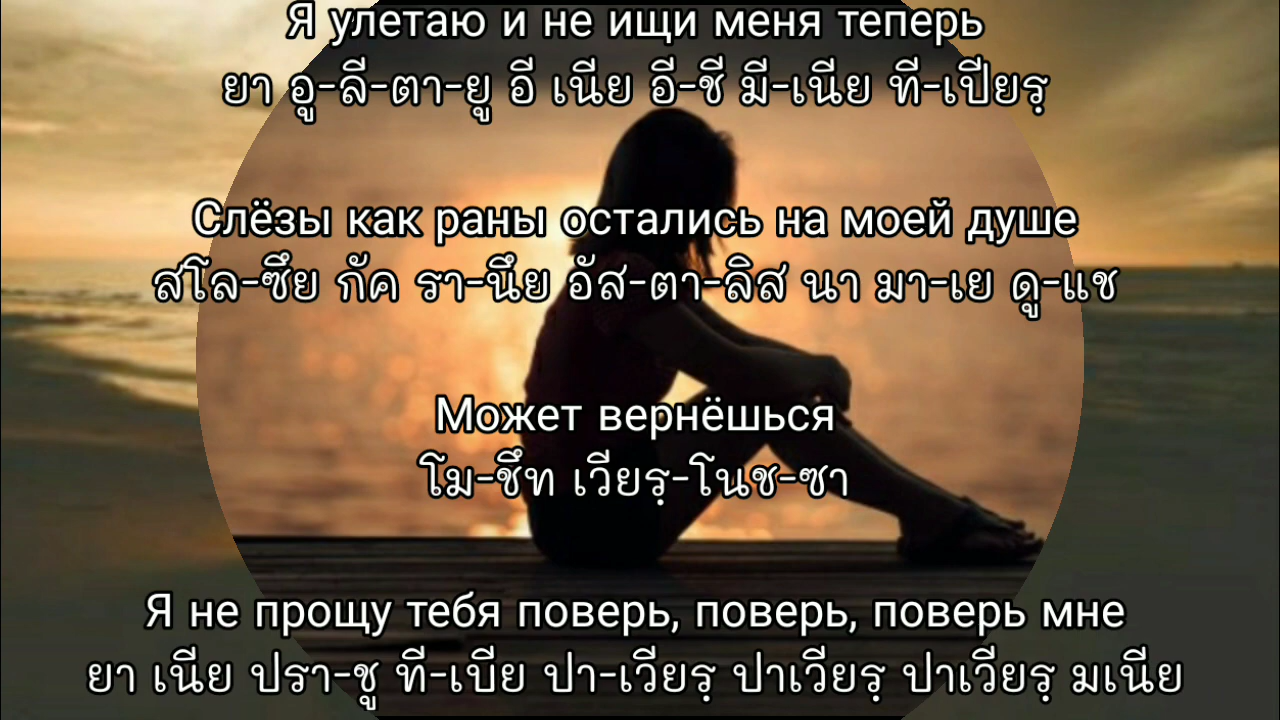 Я улетаю и не ищи меня теперь
ยา อู-ลี-ตา-ยู อี เนีย อี-ชี มี-เนีย ที-เปียรฺ
Слёзы как раны остались на моей душе
สโล-ซึย กัค รา-นึย อัส-ตา-ลิส นา มา-เย ดู-แช
Может вернёшься
โม-ชึท เวียรฺ-โนช-ซา
Я не прощу тебя поверь, поверь, поверь мне
ยา เนีย ปรา-ชู ที-เบีย ปา-เวียรฺ ปาเวียรฺ ปาเวียรฺ มเนีย